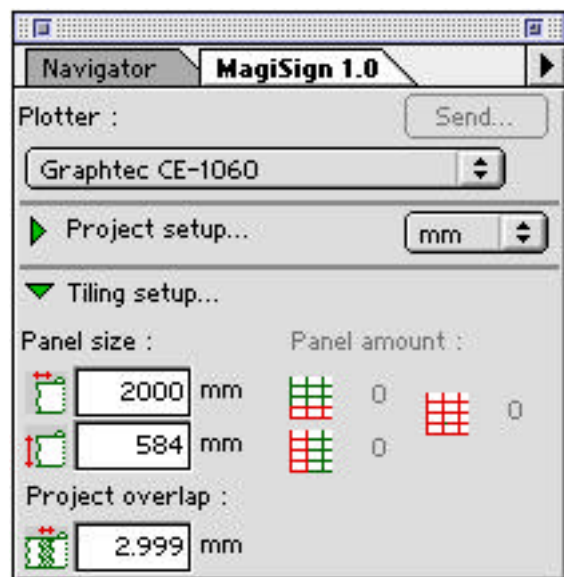 Navigator MagiSign 1.0
Plotter : Send...
Graphtec CE-1060
Project setup... mm
Tiling setup...
Panel size : Panel amount :
2000 mm 0
0
584 mm 0
Project overlap :
2.999 mm